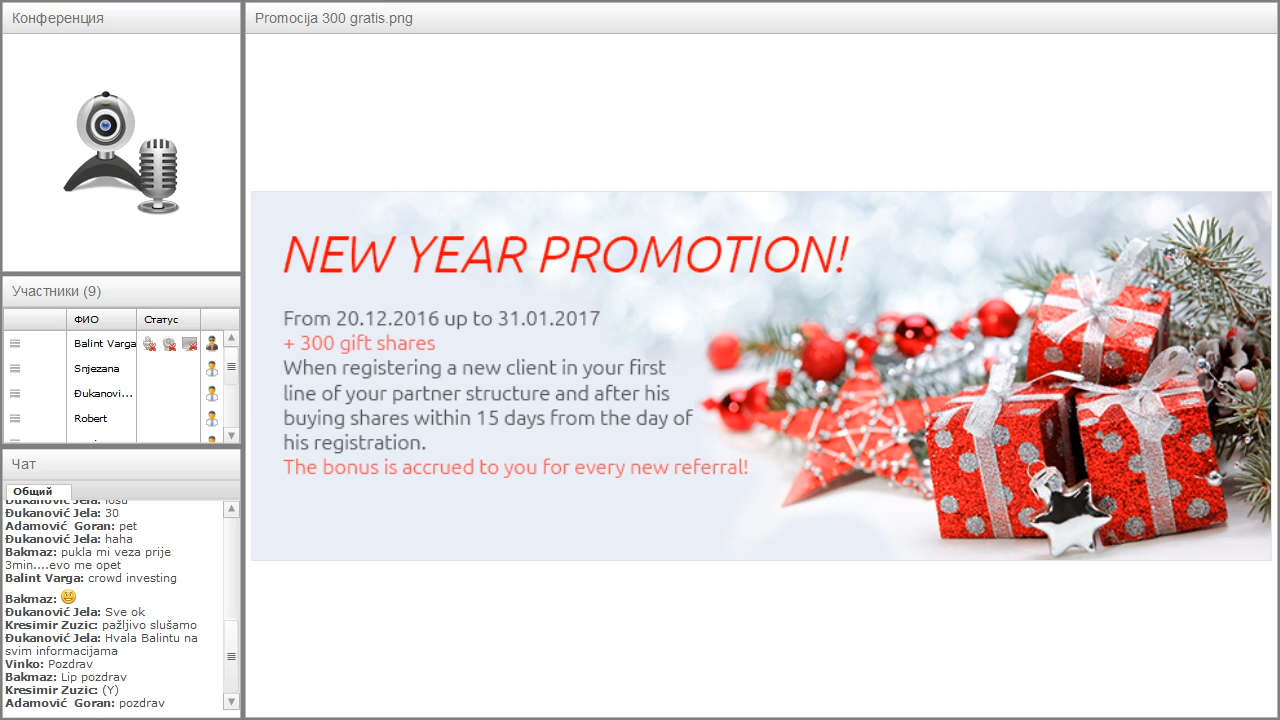 Конференция
Promocija 300 gratis.png
Участники (9)
ФИО
Статус
Balint Varga
Snjezana
Đukanovi...
Robert
Чат
Общий
Đukanović Jela:
Đukanović Jela: 30
Adamović Goran: pet
Đukanović Jela: haha
Bakmaz: pukla mi veza prije
3min....evo me opet
Balint Varga: crowd investing
Bakmaz:
Đukanović Jela: Sve ok
Kresimir Zuzic: pažljivo slušamo
Đukanović Jela: Hvala Balintu na
svim informacijama
Vinko: Pozdrav
Bakmaz: Lip pozdrav
Kresimir Zuzic: (Y)
Adamović Goran: pozdrav
NEW YEAR PROMOTION!
From 20.12.2016 up to 31.01.2017
+ 300 gift shares
When registering a new client in your first
line of your partner structure and after his
buying shares within 15 days from the day of
his registration.
The bonus is accrued to you for every new referral!